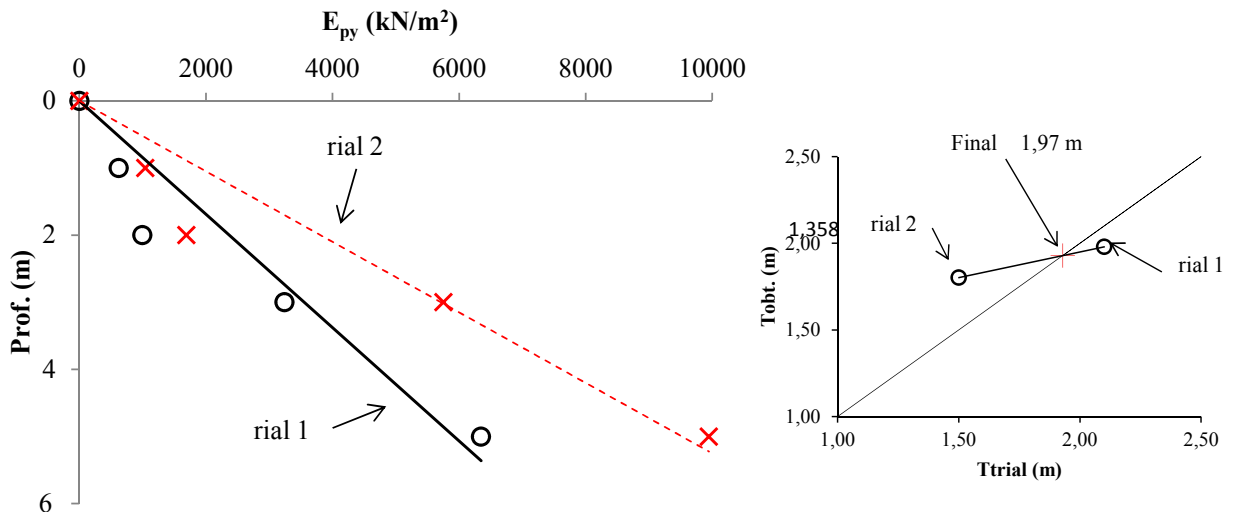 E_py (kN/m²)
0 2000 4000 6000 8000 10000
0
2
4
6
Prof. (m)
rial 2
rial 1
Final 1,97 m
2,50
1,358
2,00
1,50
1,00
Tobt. (m)
rial 2
rial 1
1,00 1,50 2,00 2,50
Ttrial (m)